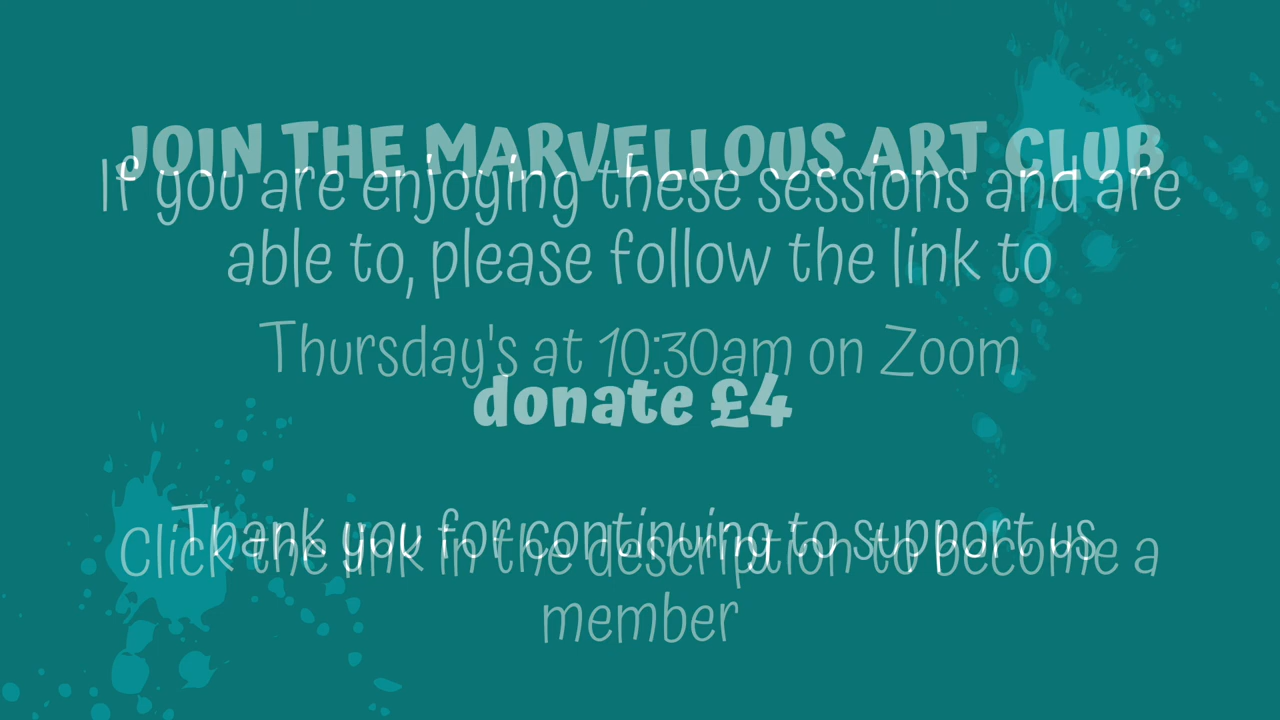 JOIN THE MARVELLOUS ART CLUB
If you are enjoying these sessions and are
able to, please follow the link to
Thursday's at 10:30am on Zoom
donate £4
Thank you for continuing to support us
Click the link in the description to become a
member